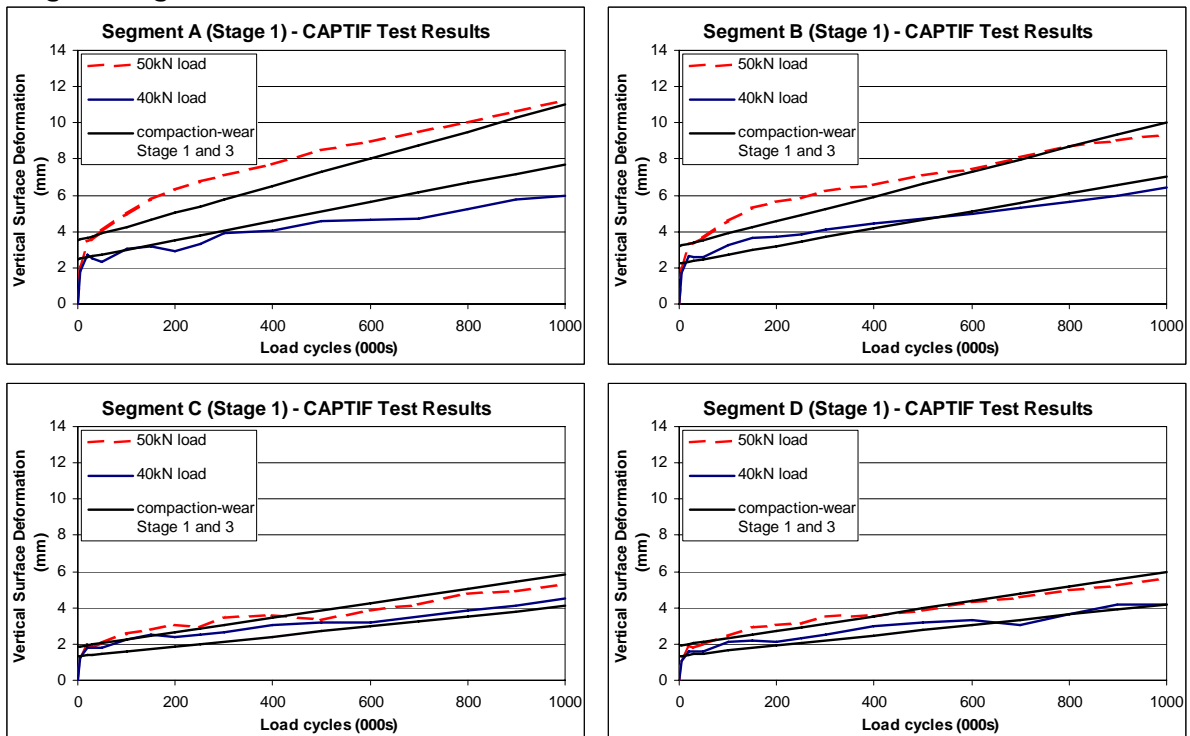 Segment A (Stage 1) - CAPTIF Test Results
50kN load
40kN load
compaction-wear
Stage 1 and 3
Vertical Surface Deformation
(mm)
14
12
10
8
6
4
2
0
0 200 400 600 800 1000
Load cycles (000s)
Segment B (Stage 1) - CAPTIF Test Results
50kN load
40kN load
compaction-wear
Stage 1 and 3
Vertical Surface Deformation
(mm)
14
12
10
8
6
4
2
0
0 200 400 600 800 1000
Load cycles (000s)
Segment C (Stage 1) - CAPTIF Test Results
50kN load
40kN load
compaction-wear
Stage 1 and 3
Vertical Surface Deformation
(mm)
14
12
10
8
6
4
2
0
0 200 400 600 800 1000
Load cycles (000s)
Segment D (Stage 1) - CAPTIF Test Results
50kN load
40kN load
compaction-wear
Stage 1 and 3
Vertical Surface Deformation
(mm)
14
12
10
8
6
4
2
0
0 200 400 600 800 1000
Load cycles (000s)